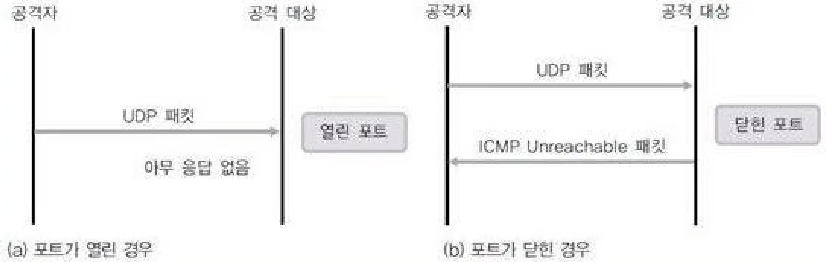 공격자
공격 대상
UDP 패킷
열린 포트
아무 응답 없음
(a) 포트가 열린 경우
공격자
공격 대상
UDP 패킷
닫힌 포트
ICMP Unreachable 패킷
(b) 포트가 닫힌 경우